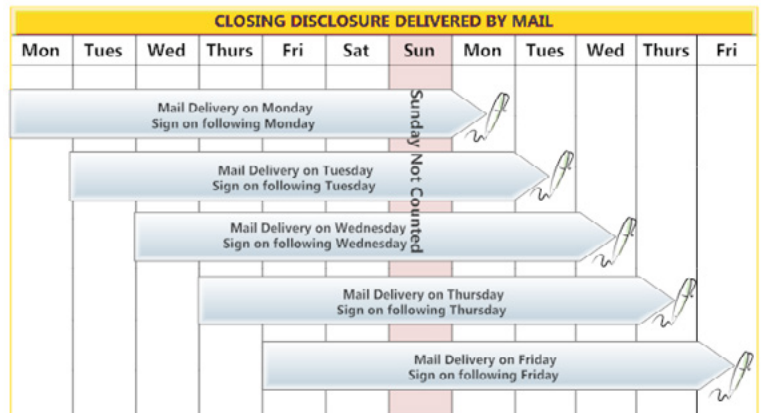 CLOSING DISCLOSURE DELIVERED BY MAIL
Mon Tues Wed Thurs Fri Sat Sun Mon Tues Wed Thurs Fri
Sunday Not Counted
Mail Delivery on Monday
Sign on following Monday
Mail Delivery on Tuesday
Sign on following Tuesday
Mail Delivery on Wednesday
Sign on following Wednesday
Mail Delivery on Thursday
Sign on following Thursday
Mail Delivery on Friday
Sign on following Friday